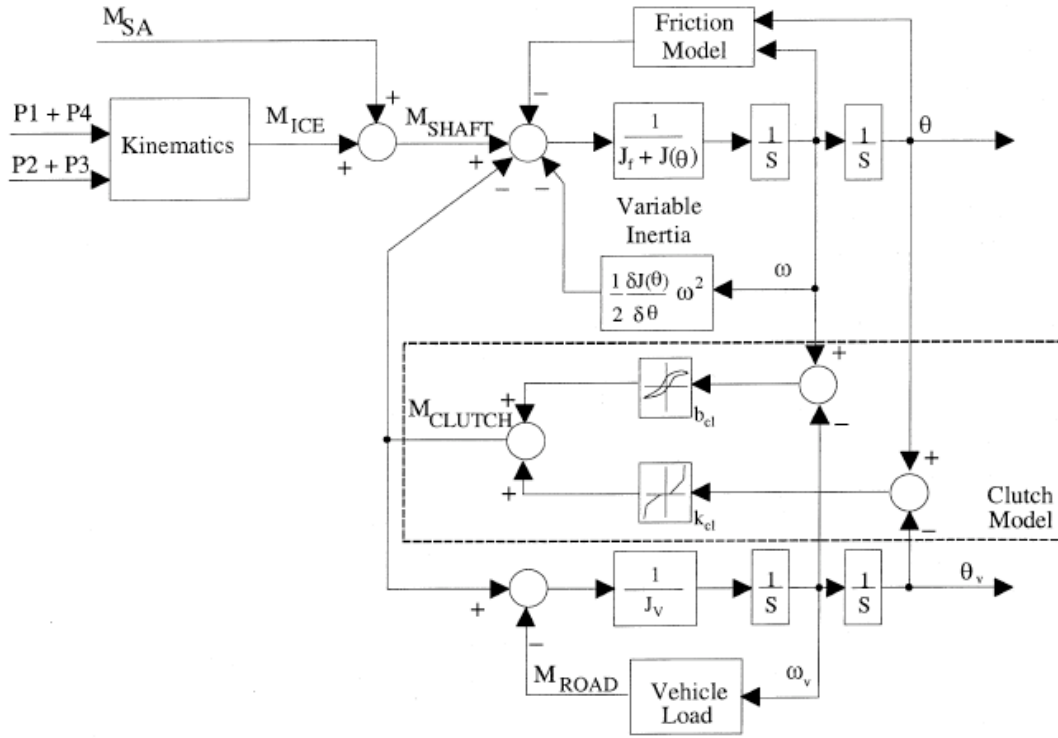 M_SA
Friction
Model
P1 + P4
P2 + P3
Kinematics
M_ICE
+
+
M_SHAFT
+
−
−
−
1
J_f + J(θ)
1
S
1
S
θ
Variable
Inertia
1/2 δJ(θ)/δθ ω²
ω
+
−
b_cl
+
M_CLUTCH
+
k_cl
+
−
Clutch
Model
+
−
1
J_V
1
S
1
S
θ_v
M_ROAD
Vehicle
Load
ω_v